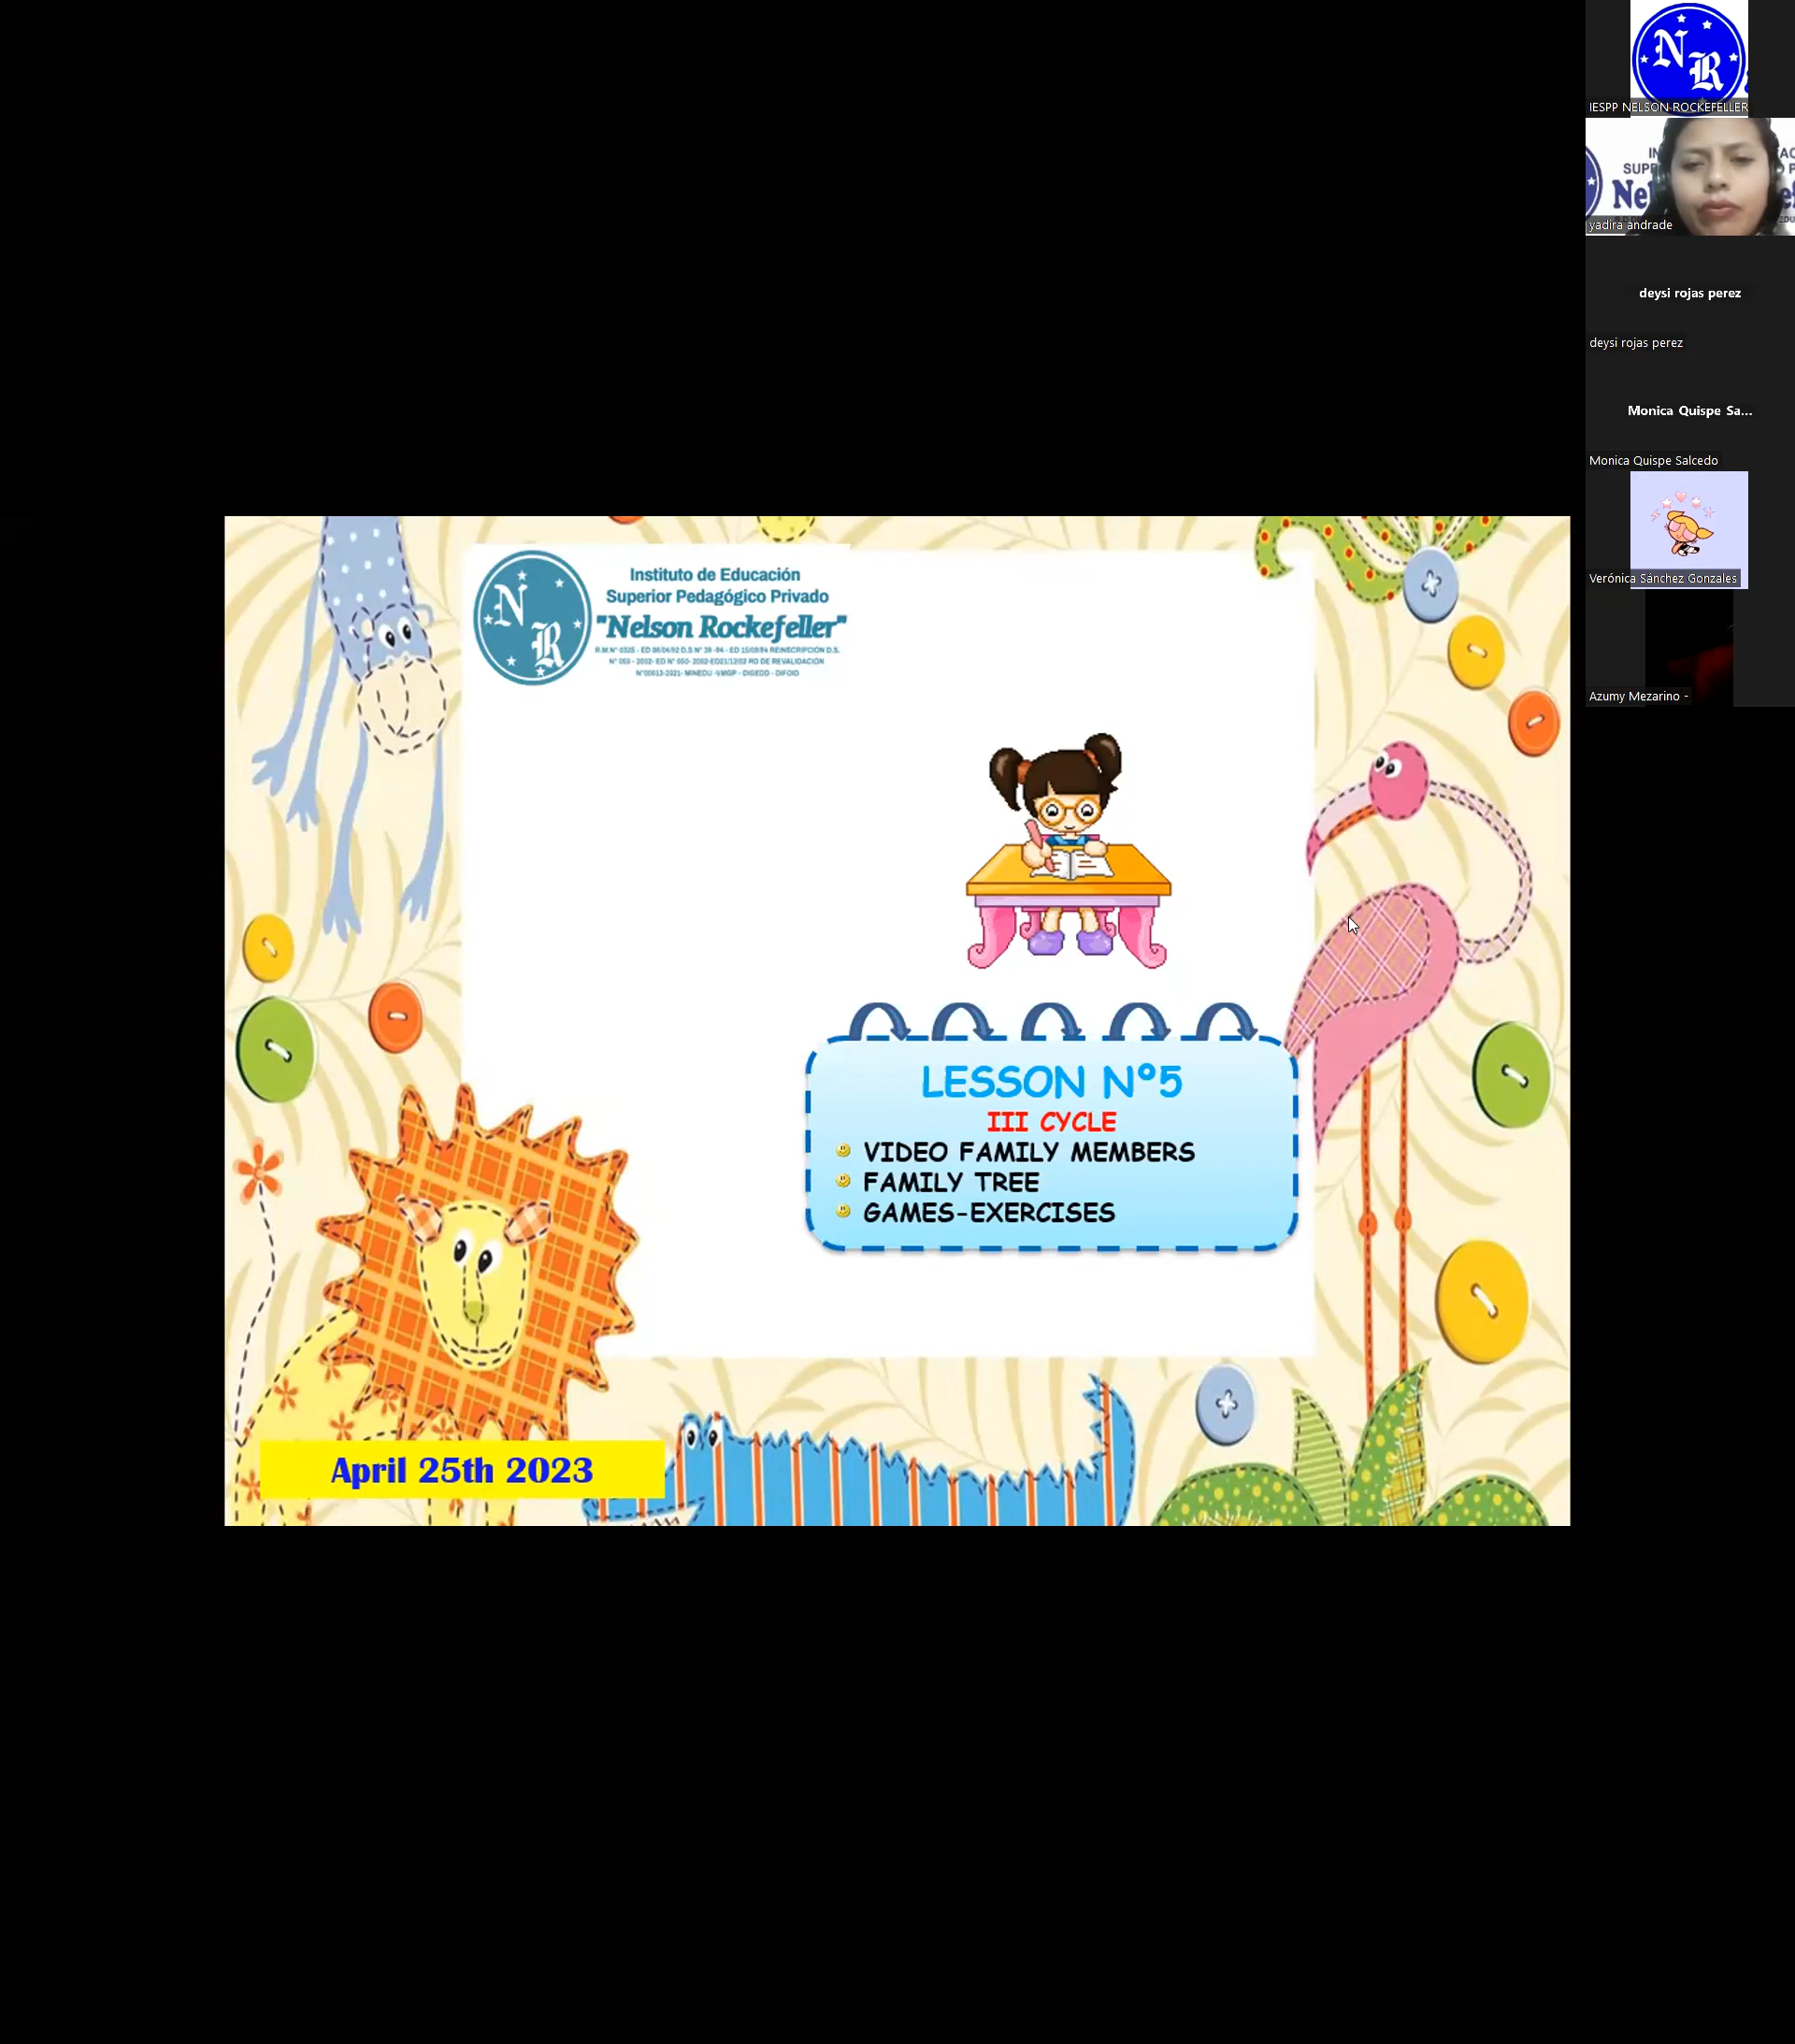 N R
IESPP NELSON ROCKEFELLER
yadira andrade
deysi rojas perez
deysi rojas perez
Monica Quispe Sa...
Monica Quispe Salcedo
Verónica Sánchez Gonzales
Azumy Mezarino -
N R
Instituto de Educación
Superior Pedagógico Privado
"Nelson Rockefeller"
LESSON N°5
III CYCLE
VIDEO FAMILY MEMBERS
FAMILY TREE
GAMES-EXERCISES
April 25th 2023